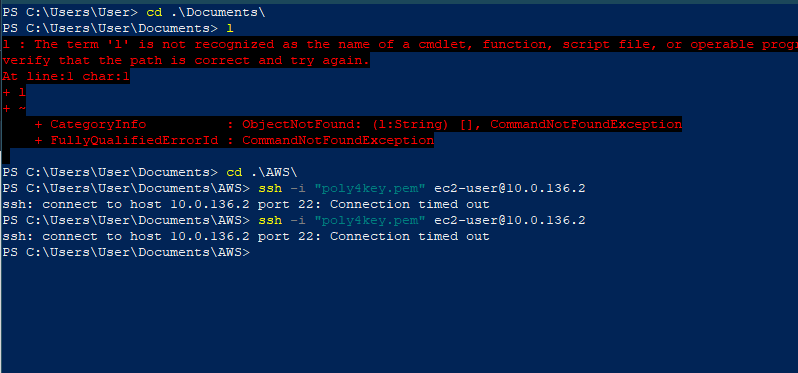 PS C:\Users\User> cd .\Documents\
PS C:\Users\User\Documents> l
l : The term 'l' is not recognized as the name of a cmdlet, function, script file, or operable prog
verify that the path is correct and try again.
At line:1 char:1
+ l
+ ~
    + CategoryInfo          : ObjectNotFound: (l:String) [], CommandNotFoundException
    + FullyQualifiedErrorId : CommandNotFoundException
PS C:\Users\User\Documents> cd .\AWS\
PS C:\Users\User\Documents\AWS> ssh -i "poly4key.pem" ec2-user@10.0.136.2
ssh: connect to host 10.0.136.2 port 22: Connection timed out
PS C:\Users\User\Documents\AWS> ssh -i "poly4key.pem" ec2-user@10.0.136.2
ssh: connect to host 10.0.136.2 port 22: Connection timed out
PS C:\Users\User\Documents\AWS>